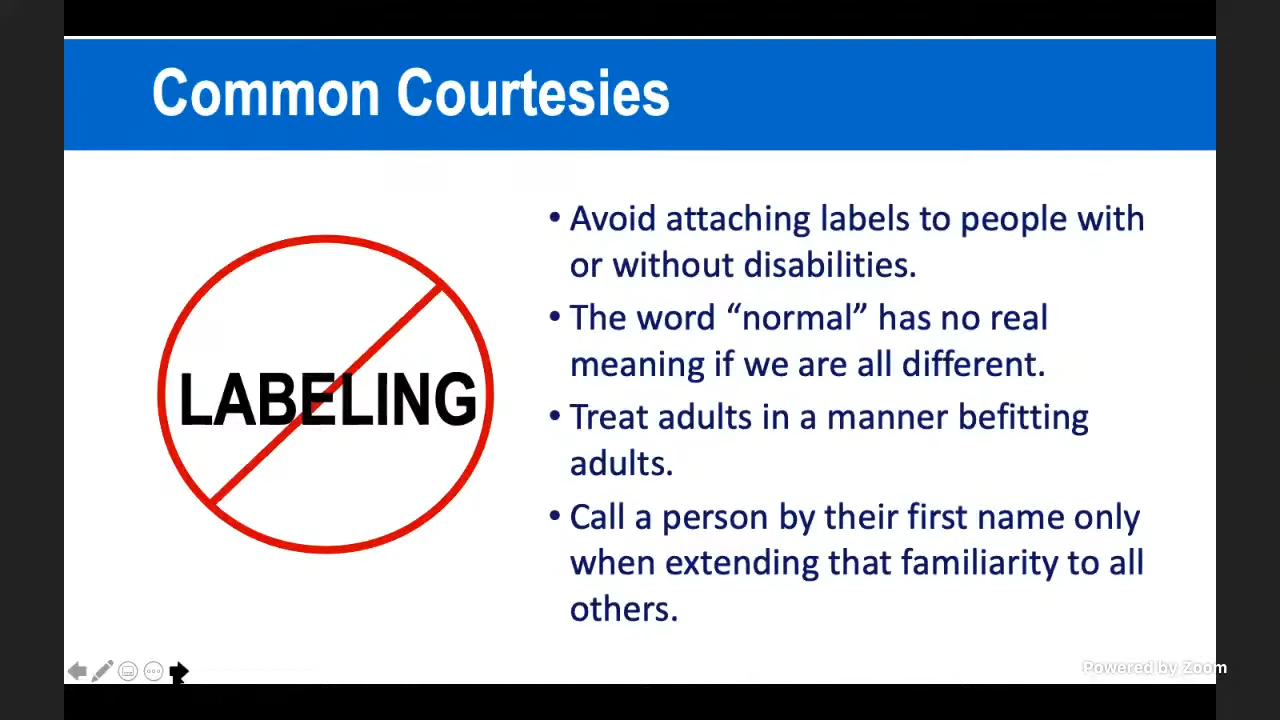 Common Courtesies
LABELING
• Avoid attaching labels to people with
or without disabilities.
• The word “normal” has no real
meaning if we are all different.
• Treat adults in a manner befitting
adults.
• Call a person by their first name only
when extending that familiarity to all
others.
Powered by Zoom